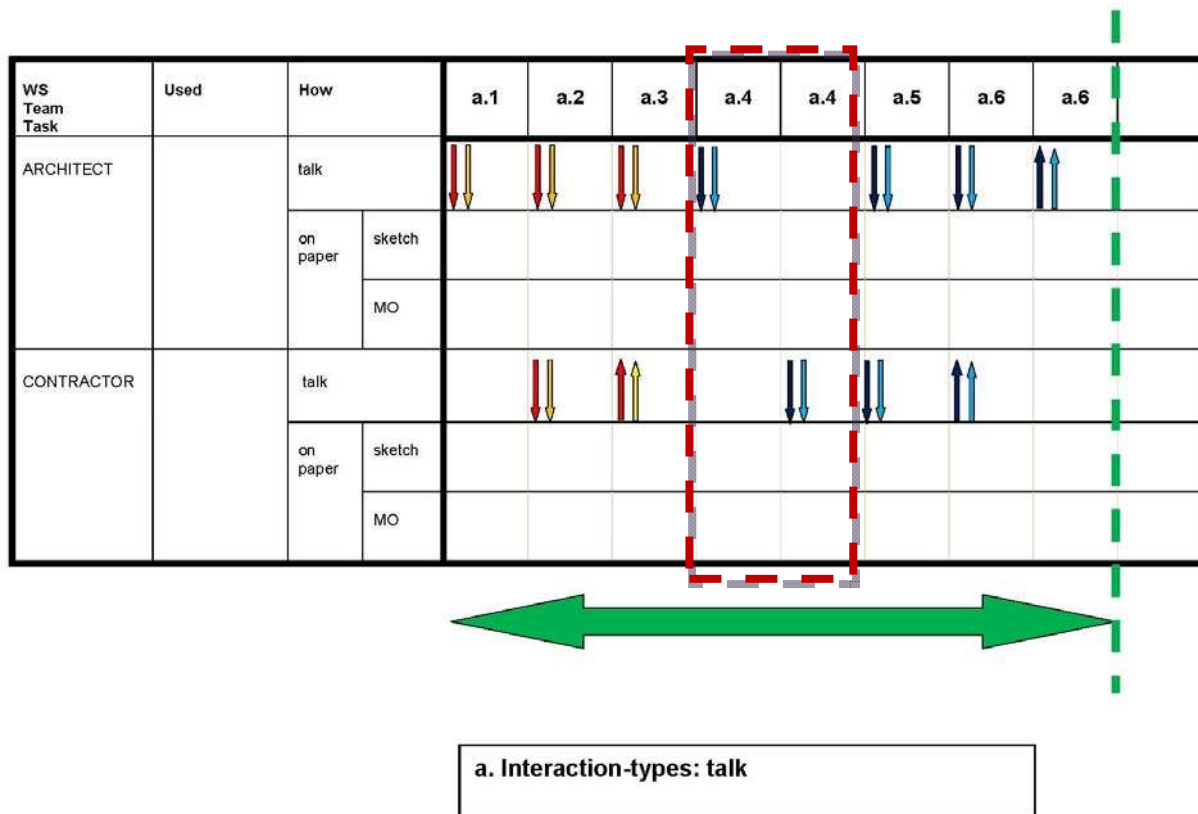 WS
Team
Task
Used
How
a.1
a.2
a.3
a.4
a.4
a.5
a.6
a.6
ARCHITECT
talk
on
paper
sketch
MO
CONTRACTOR
talk
on
paper
sketch
MO
a. Interaction-types: talk